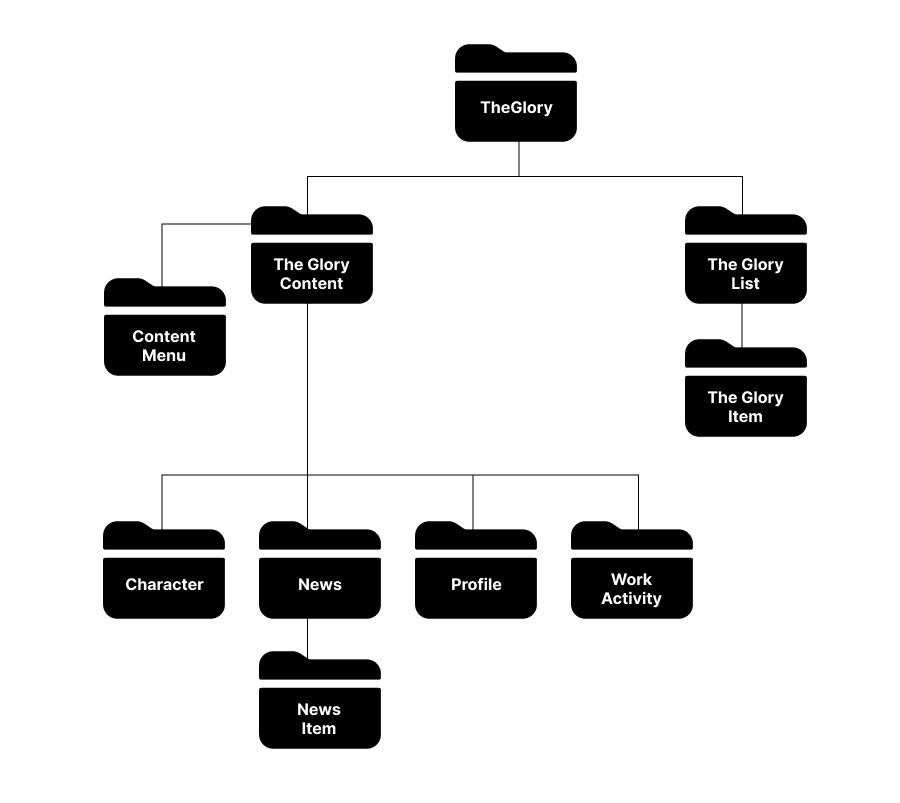 TheGlory
The Glory
Content
The Glory
List
Content
Menu
The Glory
Item
Character
News
Profile
Work
Activity
News
Item